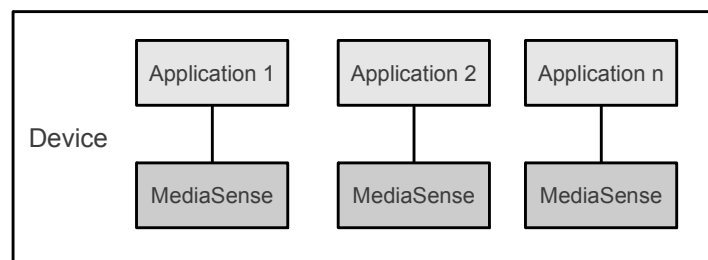 Application 1
Application 2
Application n
Device
MediaSense
MediaSense
MediaSense